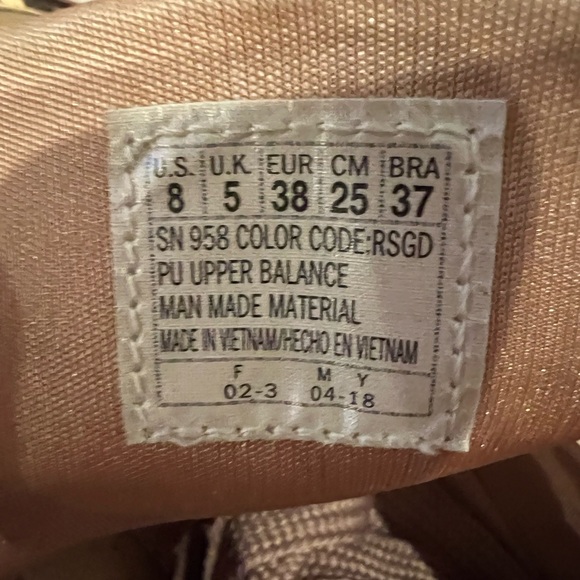 U.S. U.K. EUR CM BRA
8 5 38 25 37
SN 958 COLOR CODE:RSGD
PU UPPER BALANCE
MAN MADE MATERIAL
MADE IN VIETNAM/HECHO EN VIETNAM
F M Y
02-3 04-18